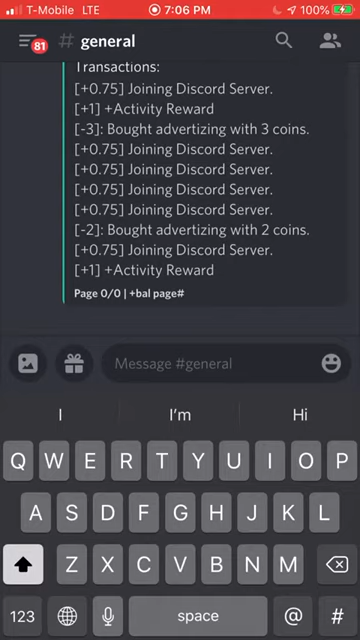 T-Mobile LTE 7:06 PM 100%
81 # general
Transactions:
[+0.75] Joining Discord Server.
[+1] +Activity Reward
[-3]: Bought advertizing with 3 coins.
[+0.75] Joining Discord Server.
[+0.75] Joining Discord Server.
[+0.75] Joining Discord Server.
[+0.75] Joining Discord Server.
[-2]: Bought advertizing with 2 coins.
[+0.75] Joining Discord Server.
[+1] +Activity Reward
Page 0/0 | +bal page#
Message #general
I I'm Hi
Q W E R T Y U I O P
A S D F G H J K L
Z X C V B N M
123 space @ #